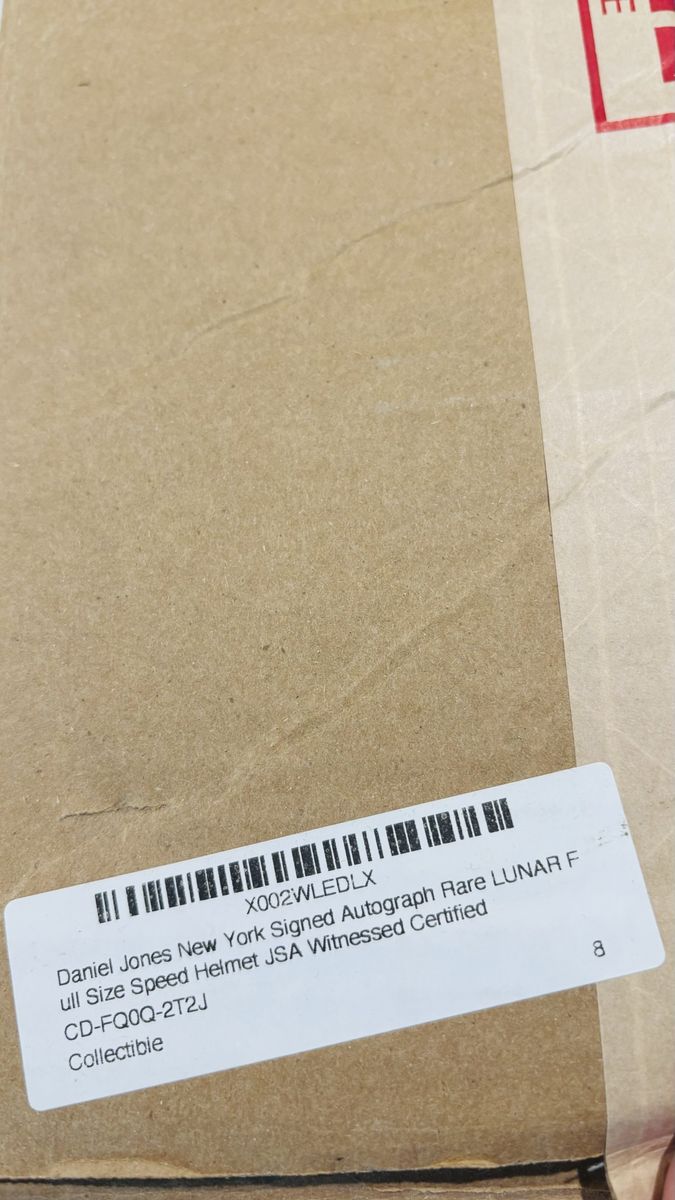 X002WLEDLX
Daniel Jones New York Signed Autograph Rare LUNAR F
ull Size Speed Helmet JSA Witnessed Certified
CD-FQ0Q-2T2J
Collectible
8